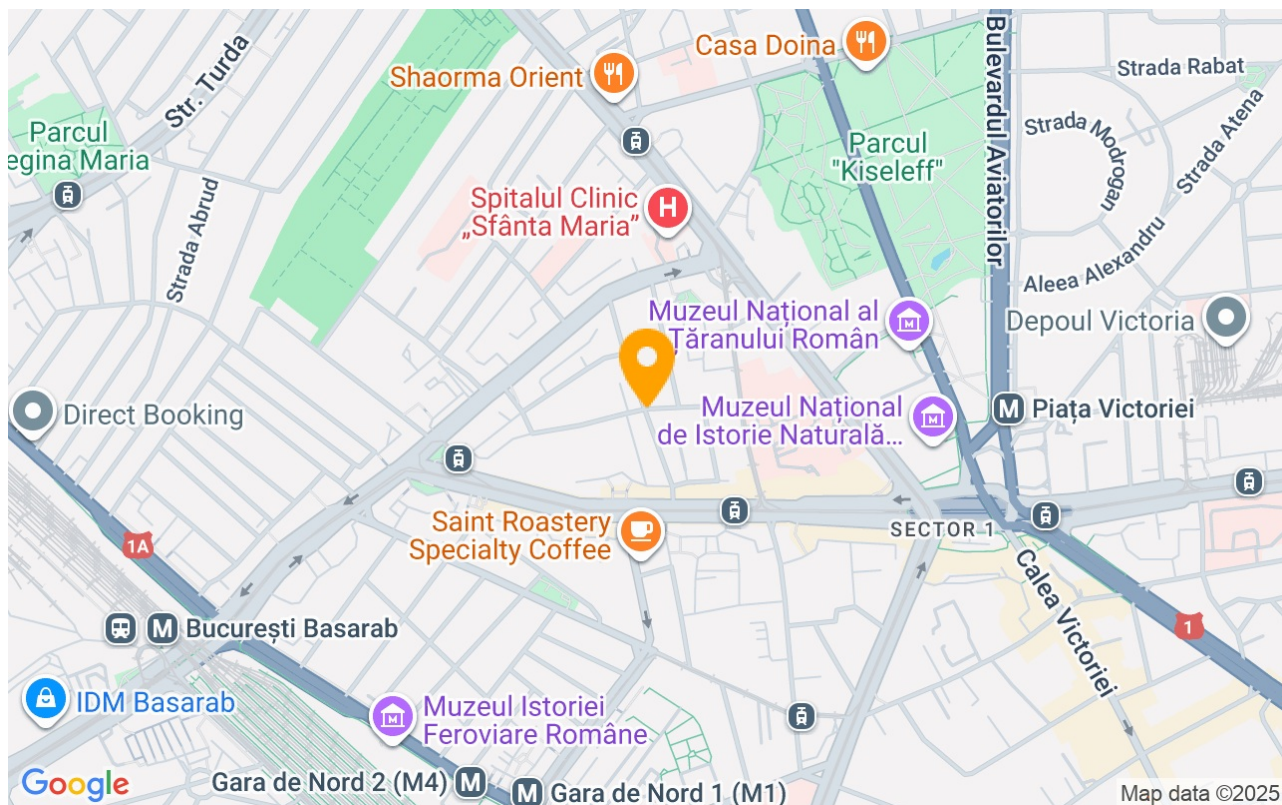 Casa Doina
Shaorma Orient
Str. Turda
Bulevardul Aviatorilor
Strada Rabat
Strada Modrogan
Strada Atena
Parcul
egina Maria
Parcul
"Kiseleff"
Strada Abrud
H
Spitalul Clinic
„Sfânta Maria”
Aleea Alexandru
Muzeul Național al
Țăranului Român
Depoul Victoria
Direct Booking
Muzeul Național
de Istorie Naturală...
M
Piața Victoriei
Saint Roastery
Specialty Coffee
SECTOR 1
1A
Calea Victoriei
1
M
București Basarab
IDM Basarab
Muzeul Istoriei
Feroviare Române
Google
Gara de Nord 2 (M4)
M
M
Gara de Nord 1 (M1)
Map data ©2025